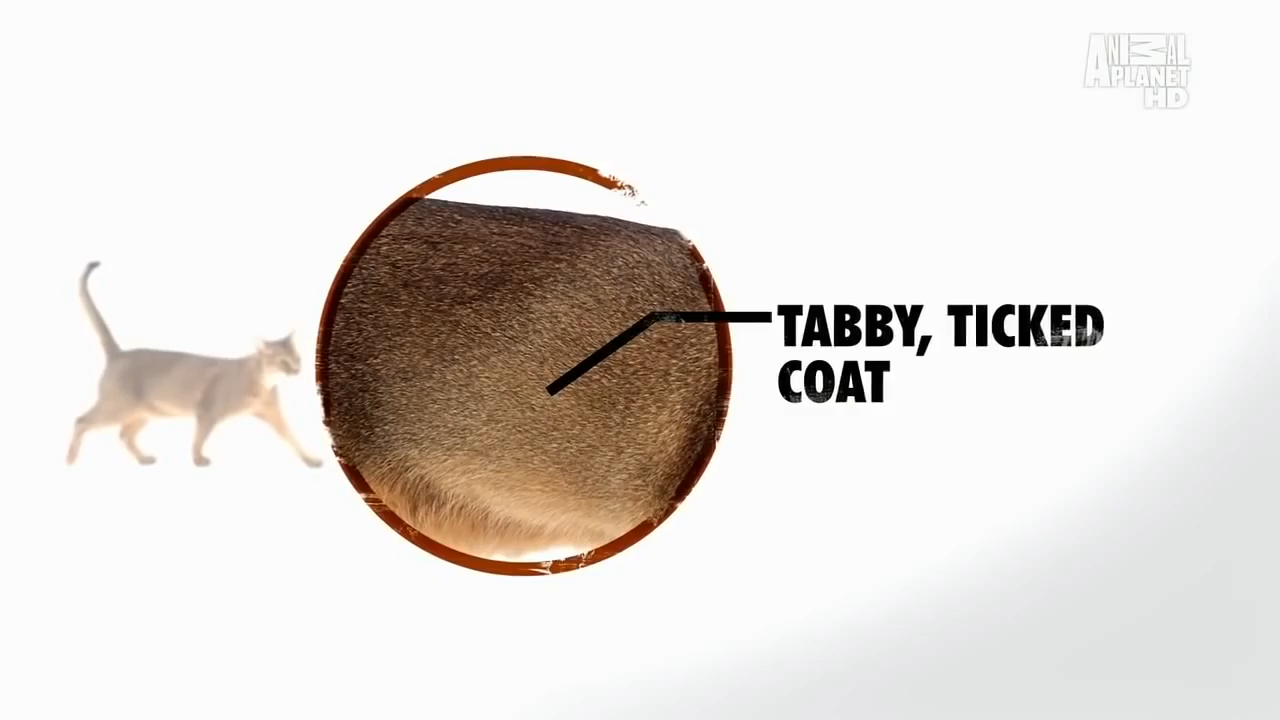 ANIMAL
PLANET
HD
TABBY, TICKED
COAT